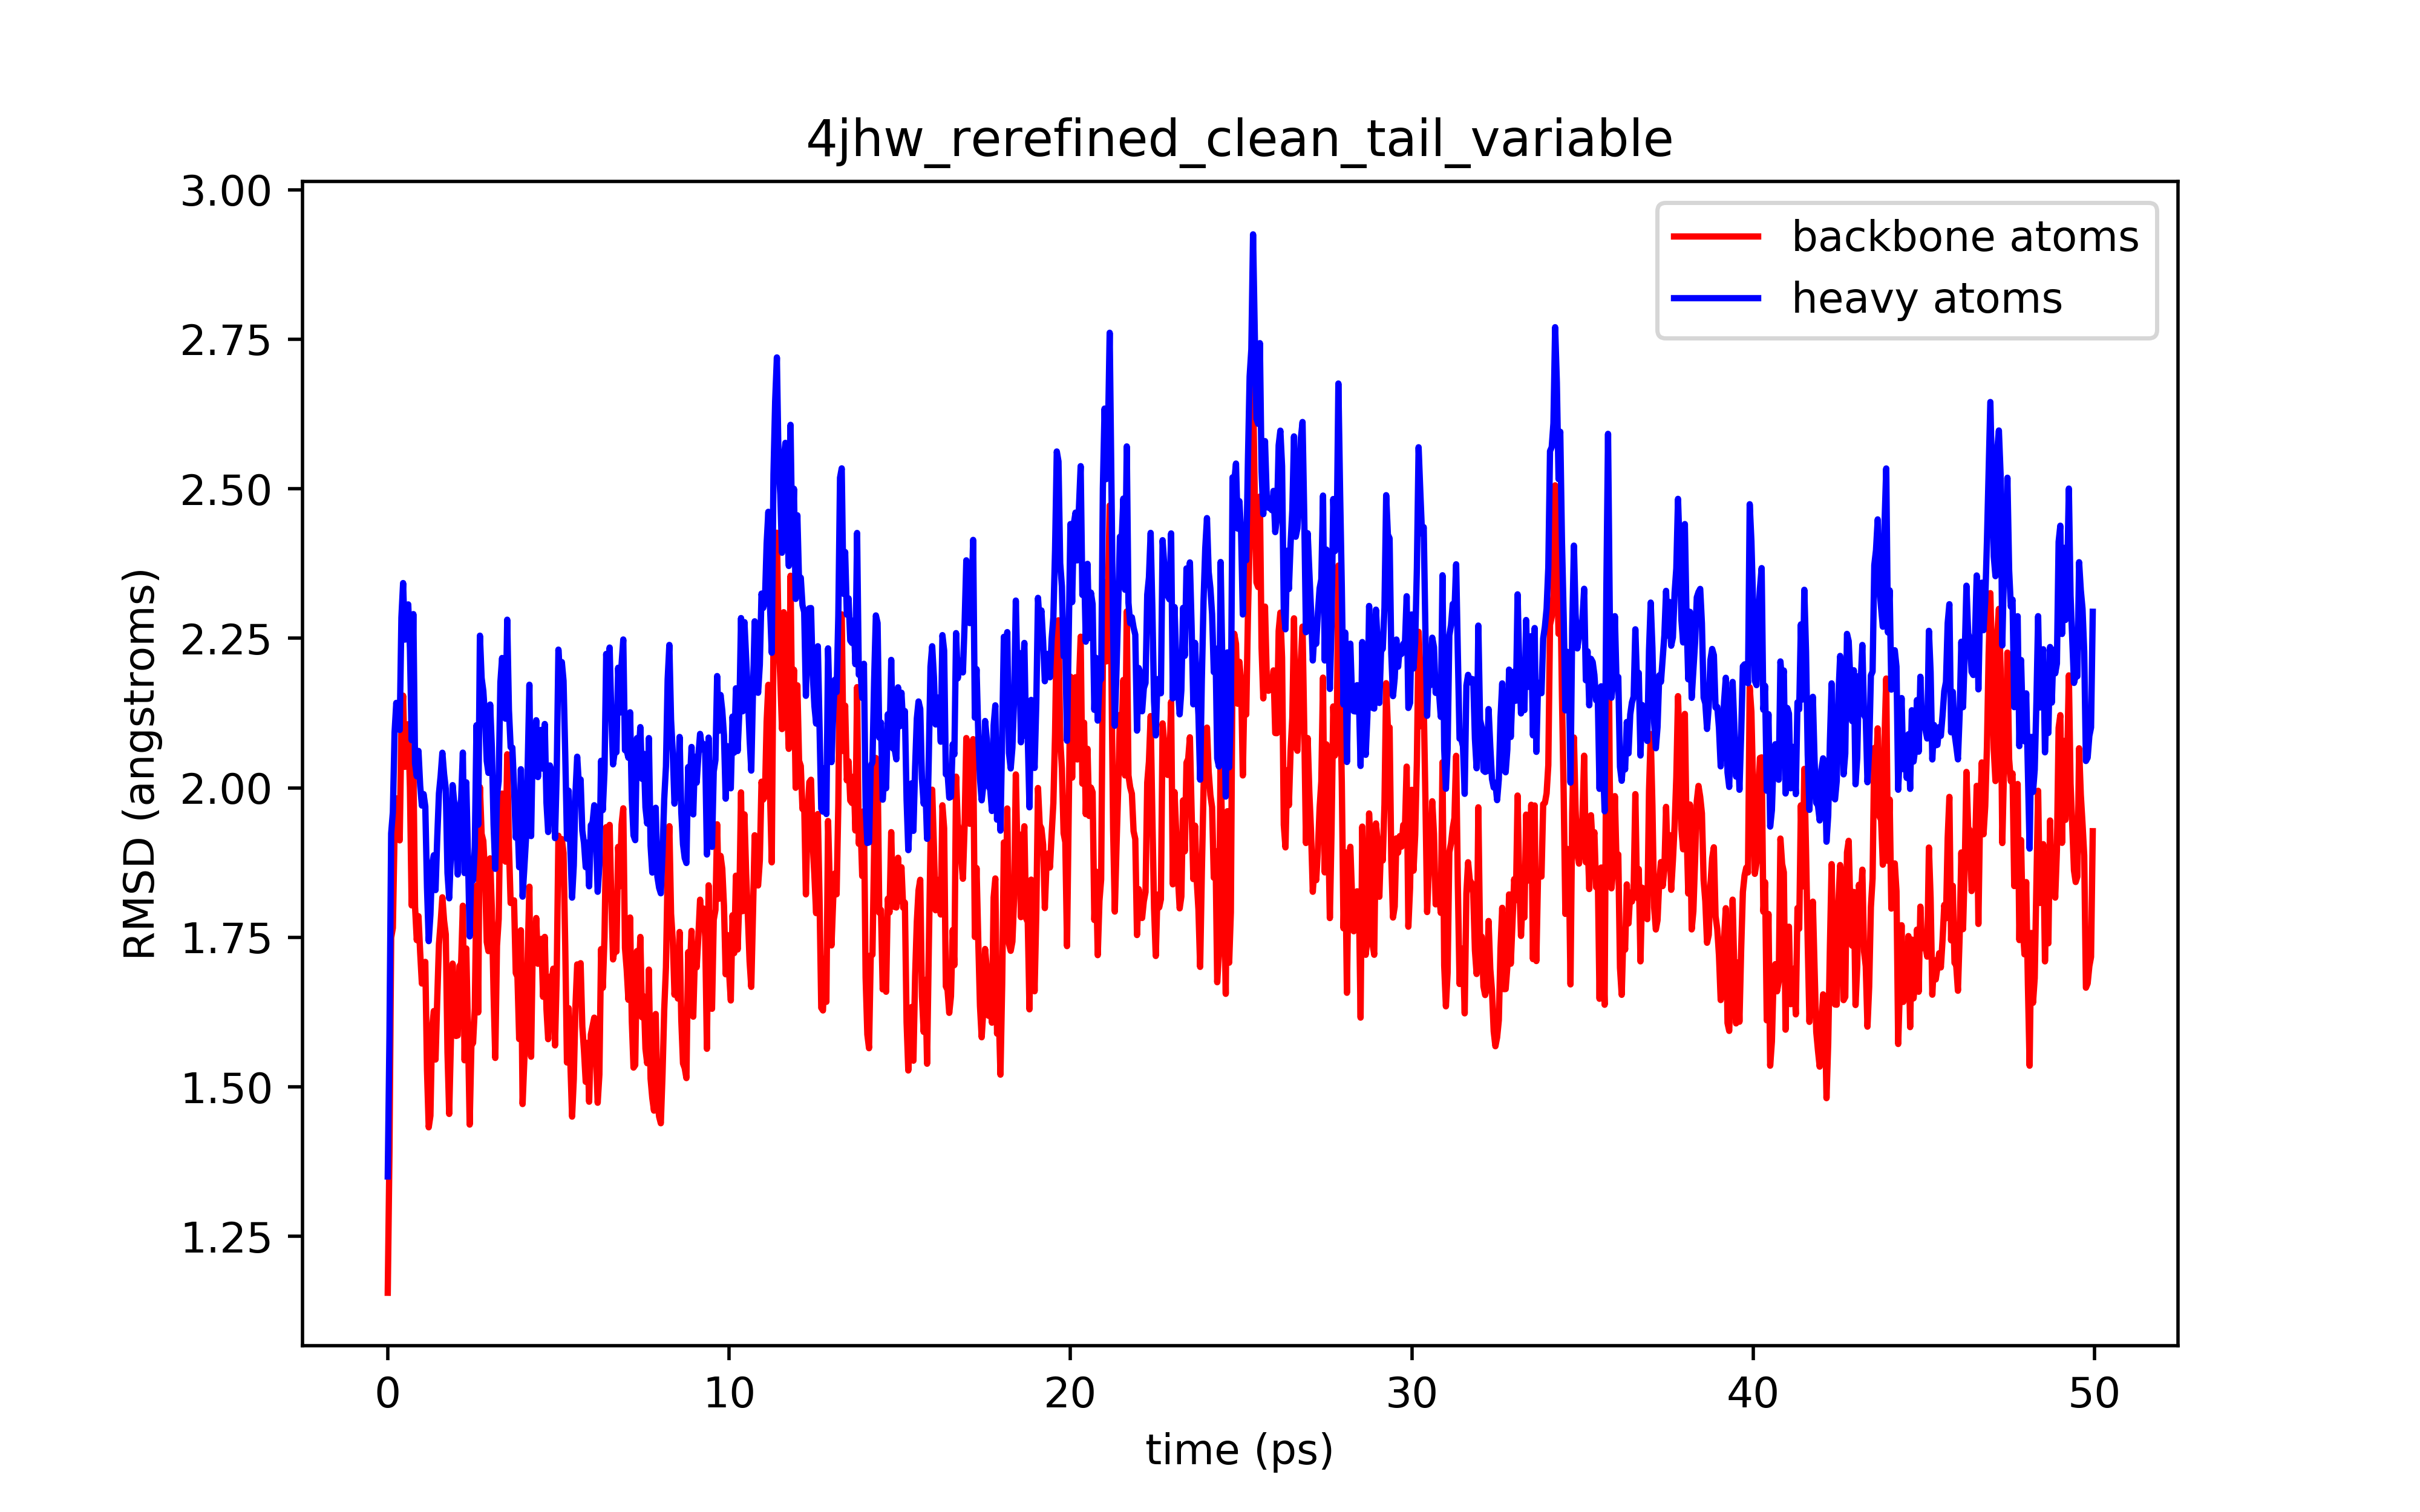 4jhw_rerefined_clean_tail_variable
backbone atoms
heavy atoms
RMSD (angstroms)
3.00
2.75
2.50
2.25
2.00
1.75
1.50
1.25
0 10 20 30 40 50
time (ps)